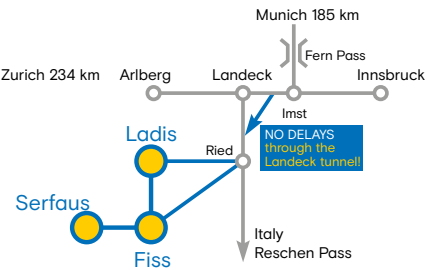 Munich 185 km
Fern Pass
Zurich 234 km
Arlberg
Landeck
Innsbruck
Imst
NO DELAYS
through the
Landeck tunnel!
Ladis
Ried
Serfaus
Fiss
Italy
Reschen Pass